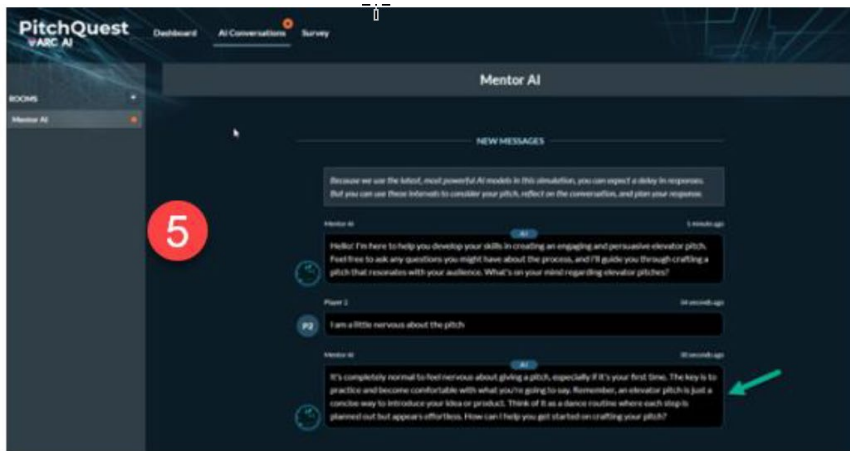 PitchQuest
ARC AI
Dashboard AI Conversations Survey
Mentor AI
ROOMS +
Mentor AI
NEW MESSAGES
Because we use the latest, most powerful AI models in this simulation, you can expect a delay in responses.
But you can use these intervals to consider your pitch, reflect on the conversation, and plan your response.
5
Mentor AI 1 minute ago
AI
Hello! I'm here to help you develop your skills in creating an engaging and persuasive elevator pitch.
Feel free to ask any questions you might have about the process, and I'll guide you through crafting a
pitch that resonates with your audience. What's on your mind regarding elevator pitches?
Player 2 seconds ago
P2 I am a little nervous about the pitch
Mentor AI seconds ago
AI
It's completely normal to feel nervous about giving a pitch, especially if it's your first time. The key is to
practice and become comfortable with what you're going to say. Remember, an elevator pitch is just a
concise way to introduce your idea or product. Think of it as a dance routine where each step is
planned out but appears effortless. How can I help you get started on crafting your pitch?